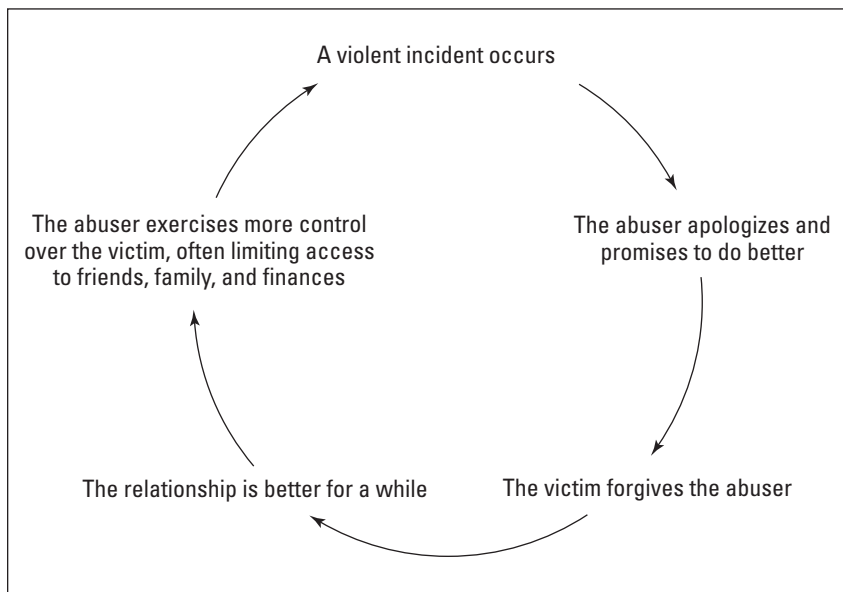 A violent incident occurs
The abuser apologizes and
promises to do better
The victim forgives the abuser
The relationship is better for a while
The abuser exercises more control
over the victim, often limiting access
to friends, family, and finances